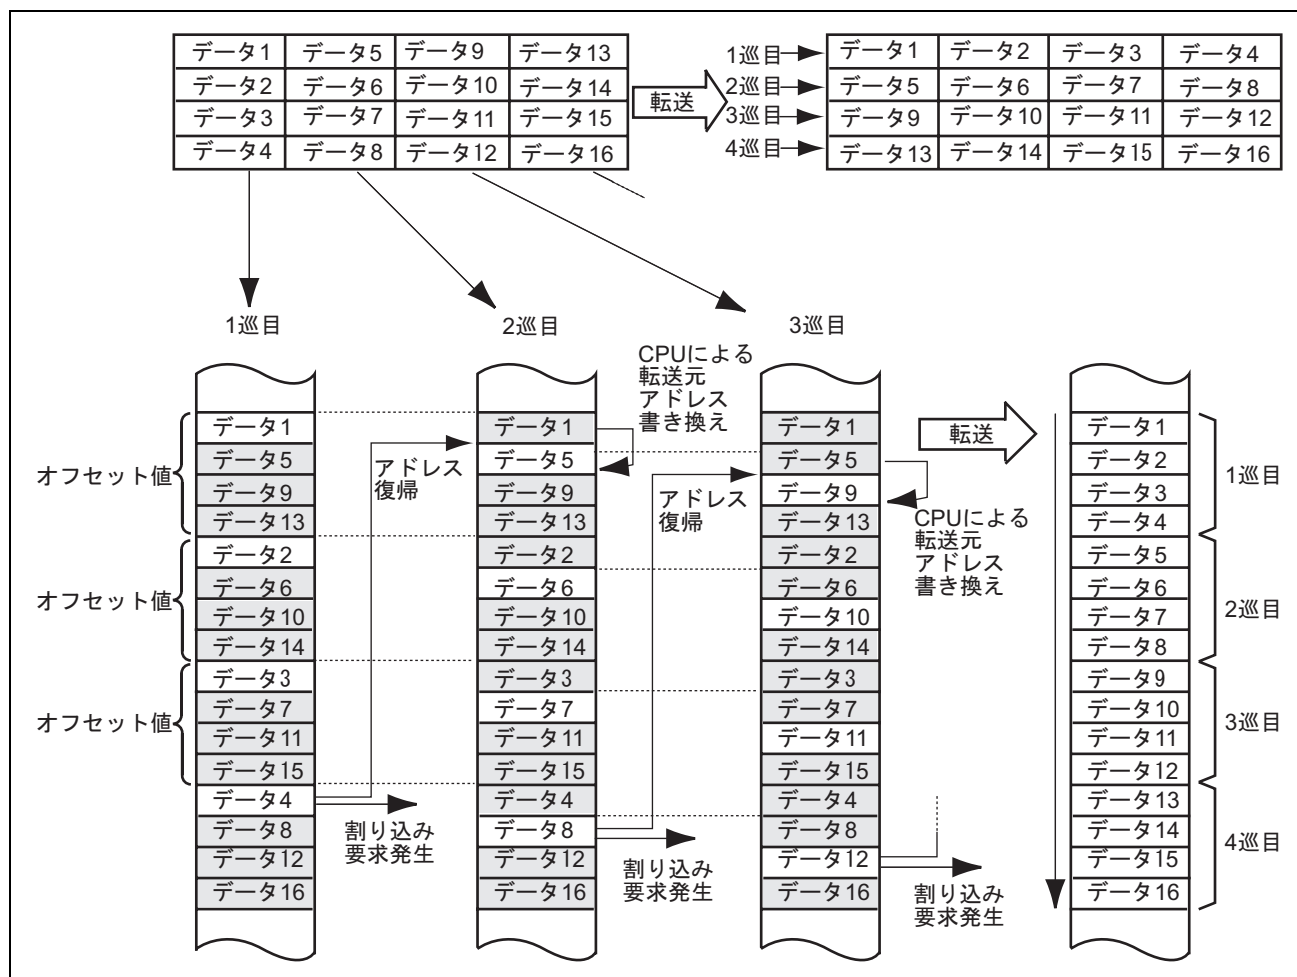 データ1 データ5 データ9 データ13
データ2 データ6 データ10 データ14
データ3 データ7 データ11 データ15
データ4 データ8 データ12 データ16
転送
1巡目 データ1 データ2 データ3 データ4
2巡目 データ5 データ6 データ7 データ8
3巡目 データ9 データ10 データ11 データ12
4巡目 データ13 データ14 データ15 データ16
1巡目
オフセット値
オフセット値
オフセット値
データ1
データ5
データ9
データ13
データ2
データ6
データ10
データ14
データ3
データ7
データ11
データ15
データ4
データ8
データ12
データ16
アドレス
復帰
割り込み
要求発生
2巡目
データ1
データ5
データ9
データ13
データ2
データ6
データ10
データ14
データ3
データ7
データ11
データ15
データ4
データ8
データ12
データ16
CPUによる
転送元
アドレス
書き換え
アドレス
復帰
割り込み
要求発生
3巡目
データ1
データ5
データ9
データ13
データ2
データ6
データ10
データ14
データ3
データ7
データ11
データ15
データ4
データ8
データ12
データ16
CPUによる
転送元
アドレス
書き換え
割り込み
要求発生
転送
データ1
データ2
データ3
データ4
データ5
データ6
データ7
データ8
データ9
データ10
データ11
データ12
データ13
データ14
データ15
データ16
1巡目
2巡目
3巡目
4巡目